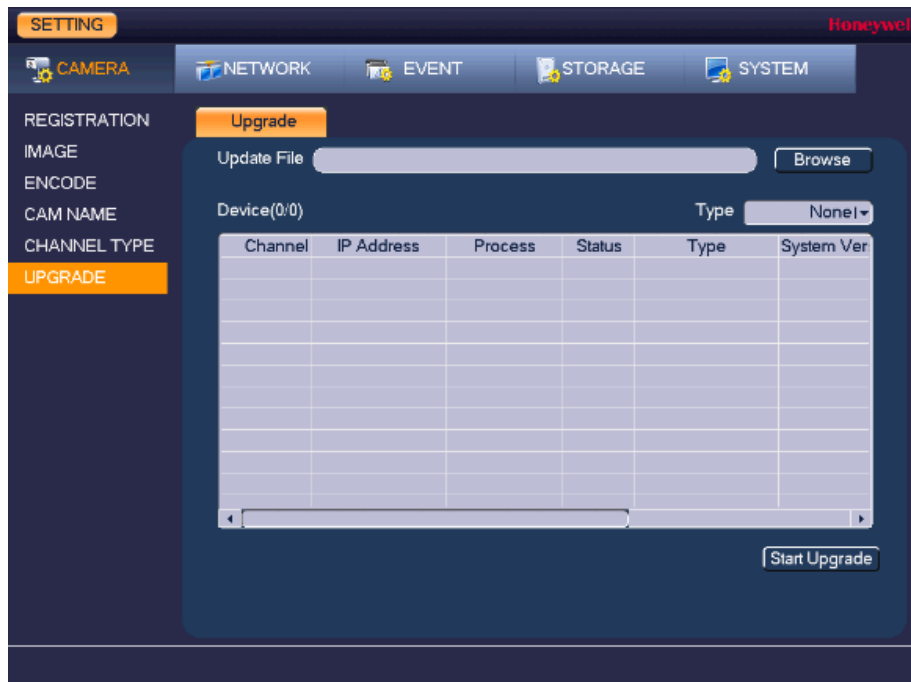 SETTING
Honeywel
CAMERA NETWORK EVENT STORAGE SYSTEM
REGISTRATION
IMAGE
ENCODE
CAM NAME
CHANNEL TYPE
UPGRADE
Upgrade
Update File Browse
Device(0/0) Type None
Channel IP Address Process Status Type System Ver
Start Upgrade